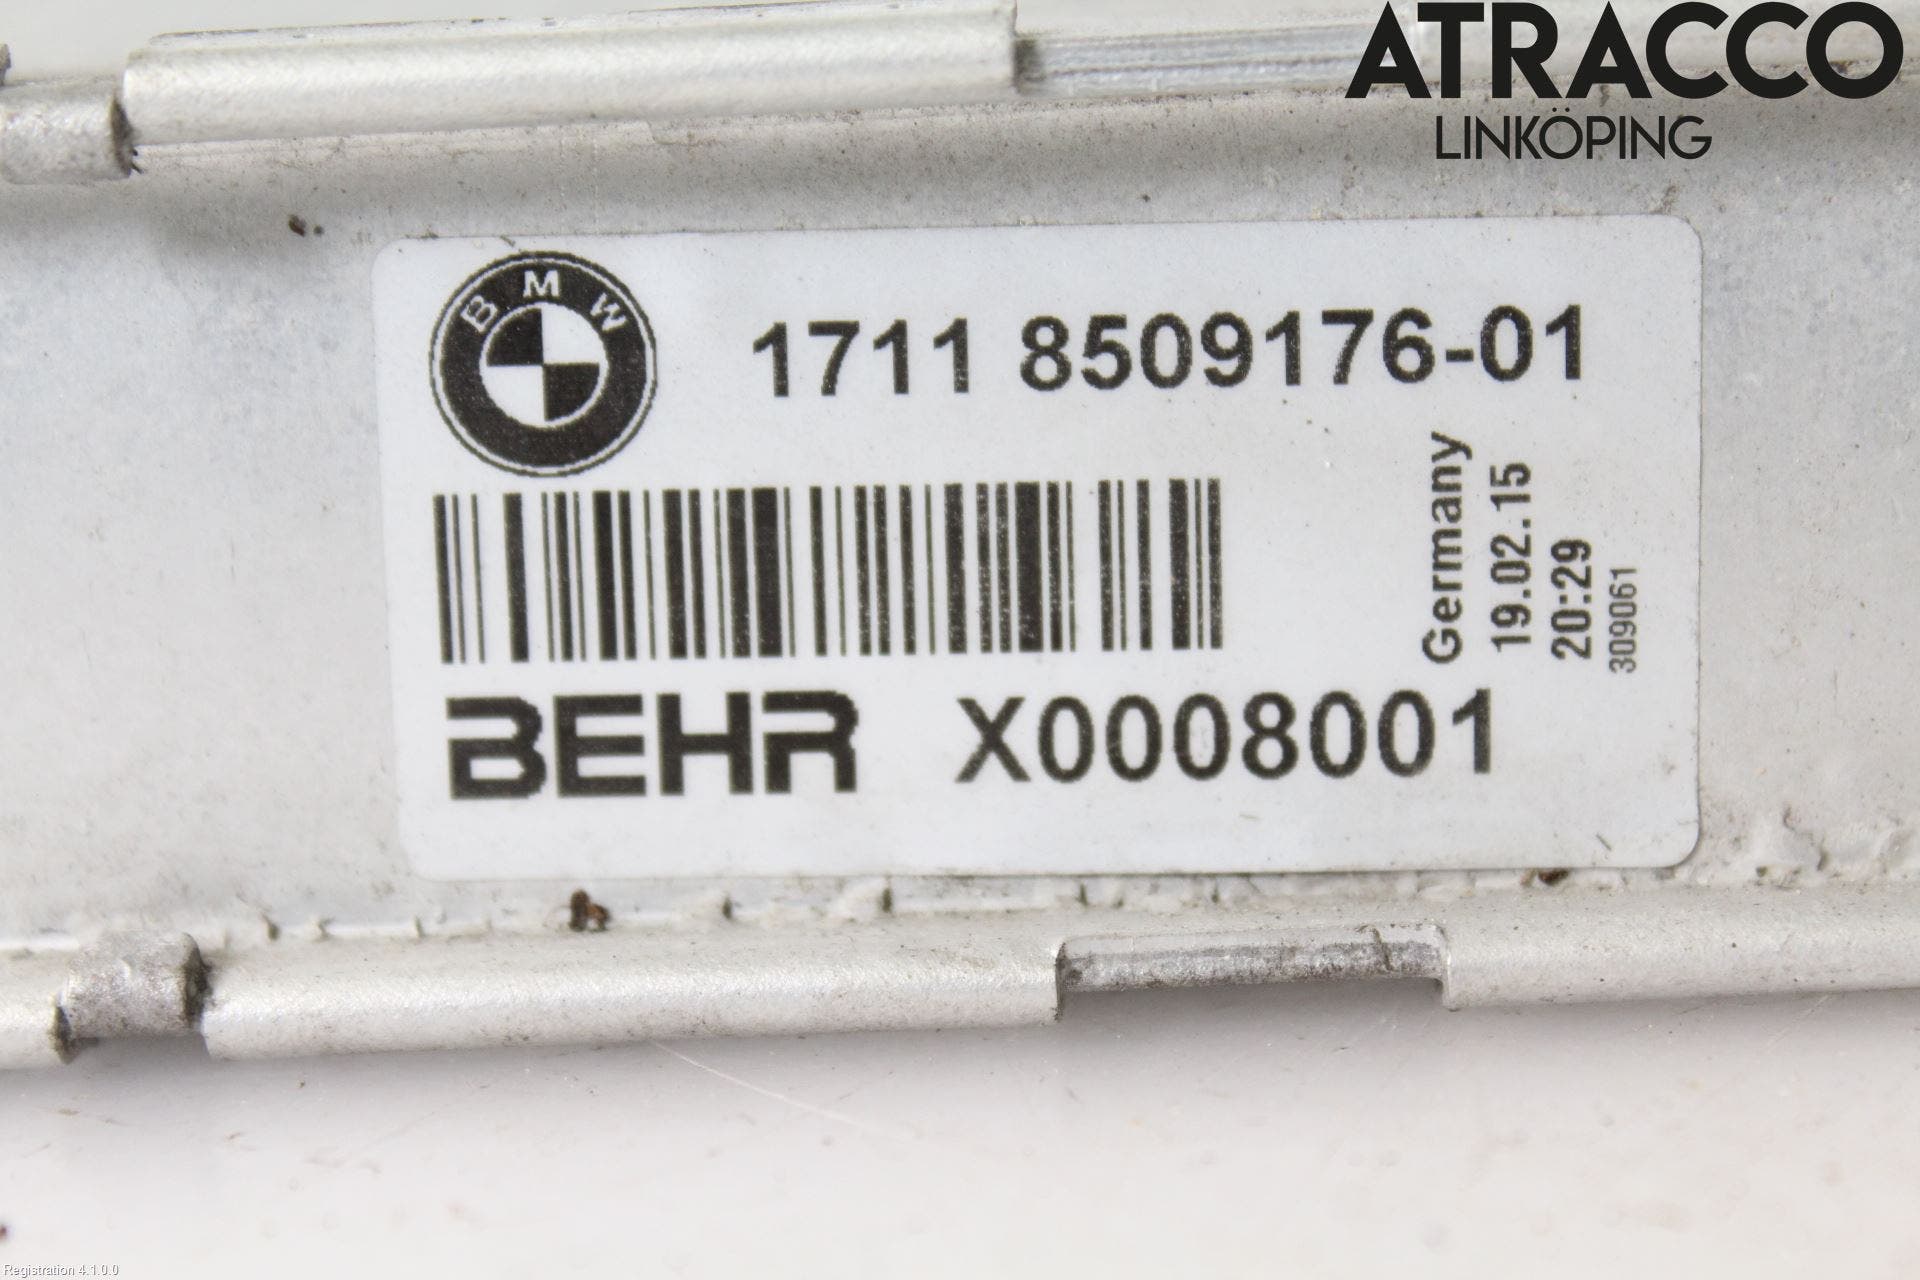 ATRACCO
LINKÖPING
BMW
1711 8509176-01
Germany
19.02.15
20:29
309061
BEHR X0008001
Registration 4.1.0.0